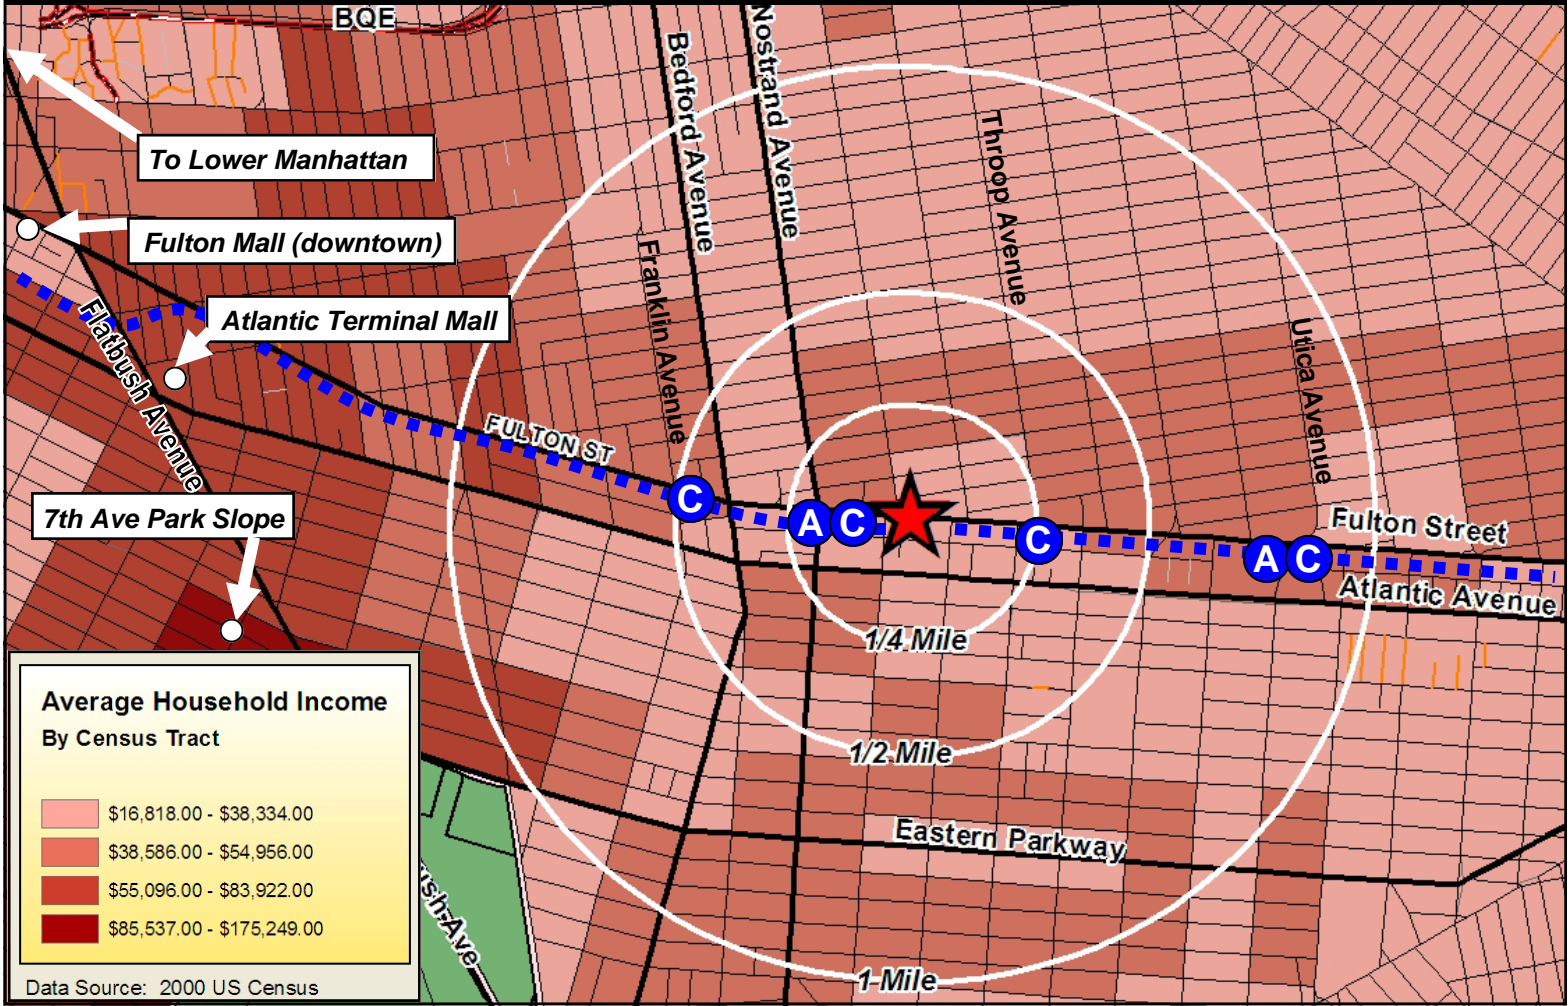 BQE
Bedford Avenue
Nostrand Avenue
To Lower Manhattan
Throop Avenue
Fulton Mall (downtown)
Franklin Avenue
Atlantic Terminal Mall
Flatbush Avenue
Utica Avenue
FULTON ST
C
A C
C
A C
Fulton Street
7th Ave Park Slope
Atlantic Avenue
1/4 Mile
1/2 Mile
Eastern Parkway
1 Mile
ush Ave
Average Household Income
By Census Tract
$16,818.00 - $38,334.00
$38,586.00 - $54,956.00
$55,096.00 - $83,922.00
$85,537.00 - $175,249.00
Data Source: 2000 US Census